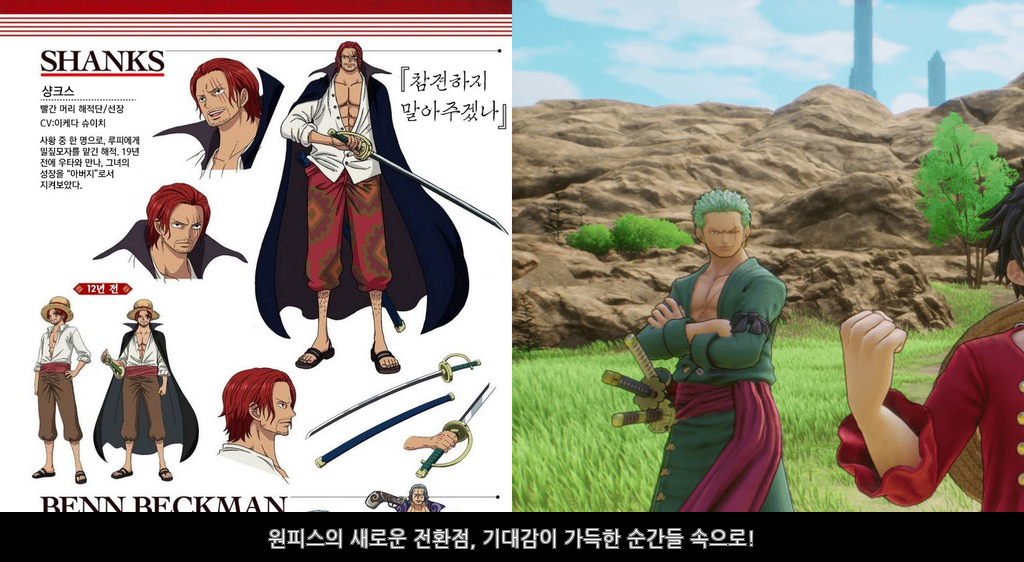 SHANKS
샹크스
빨간 머리 해적단/선장
CV:이케다 슈이치
사황 중 한 명으로, 루피에게
밀짚모자를 맡긴 해적. 19년
전에 우타와 만나, 그녀의
성장을 "아버지"로서
지켜보았다.
『참전하지
말아주겠나』
12년 전
BENN BECKMAN
원피스의 새로운 전환점, 기대감이 가득한 순간들 속으로!